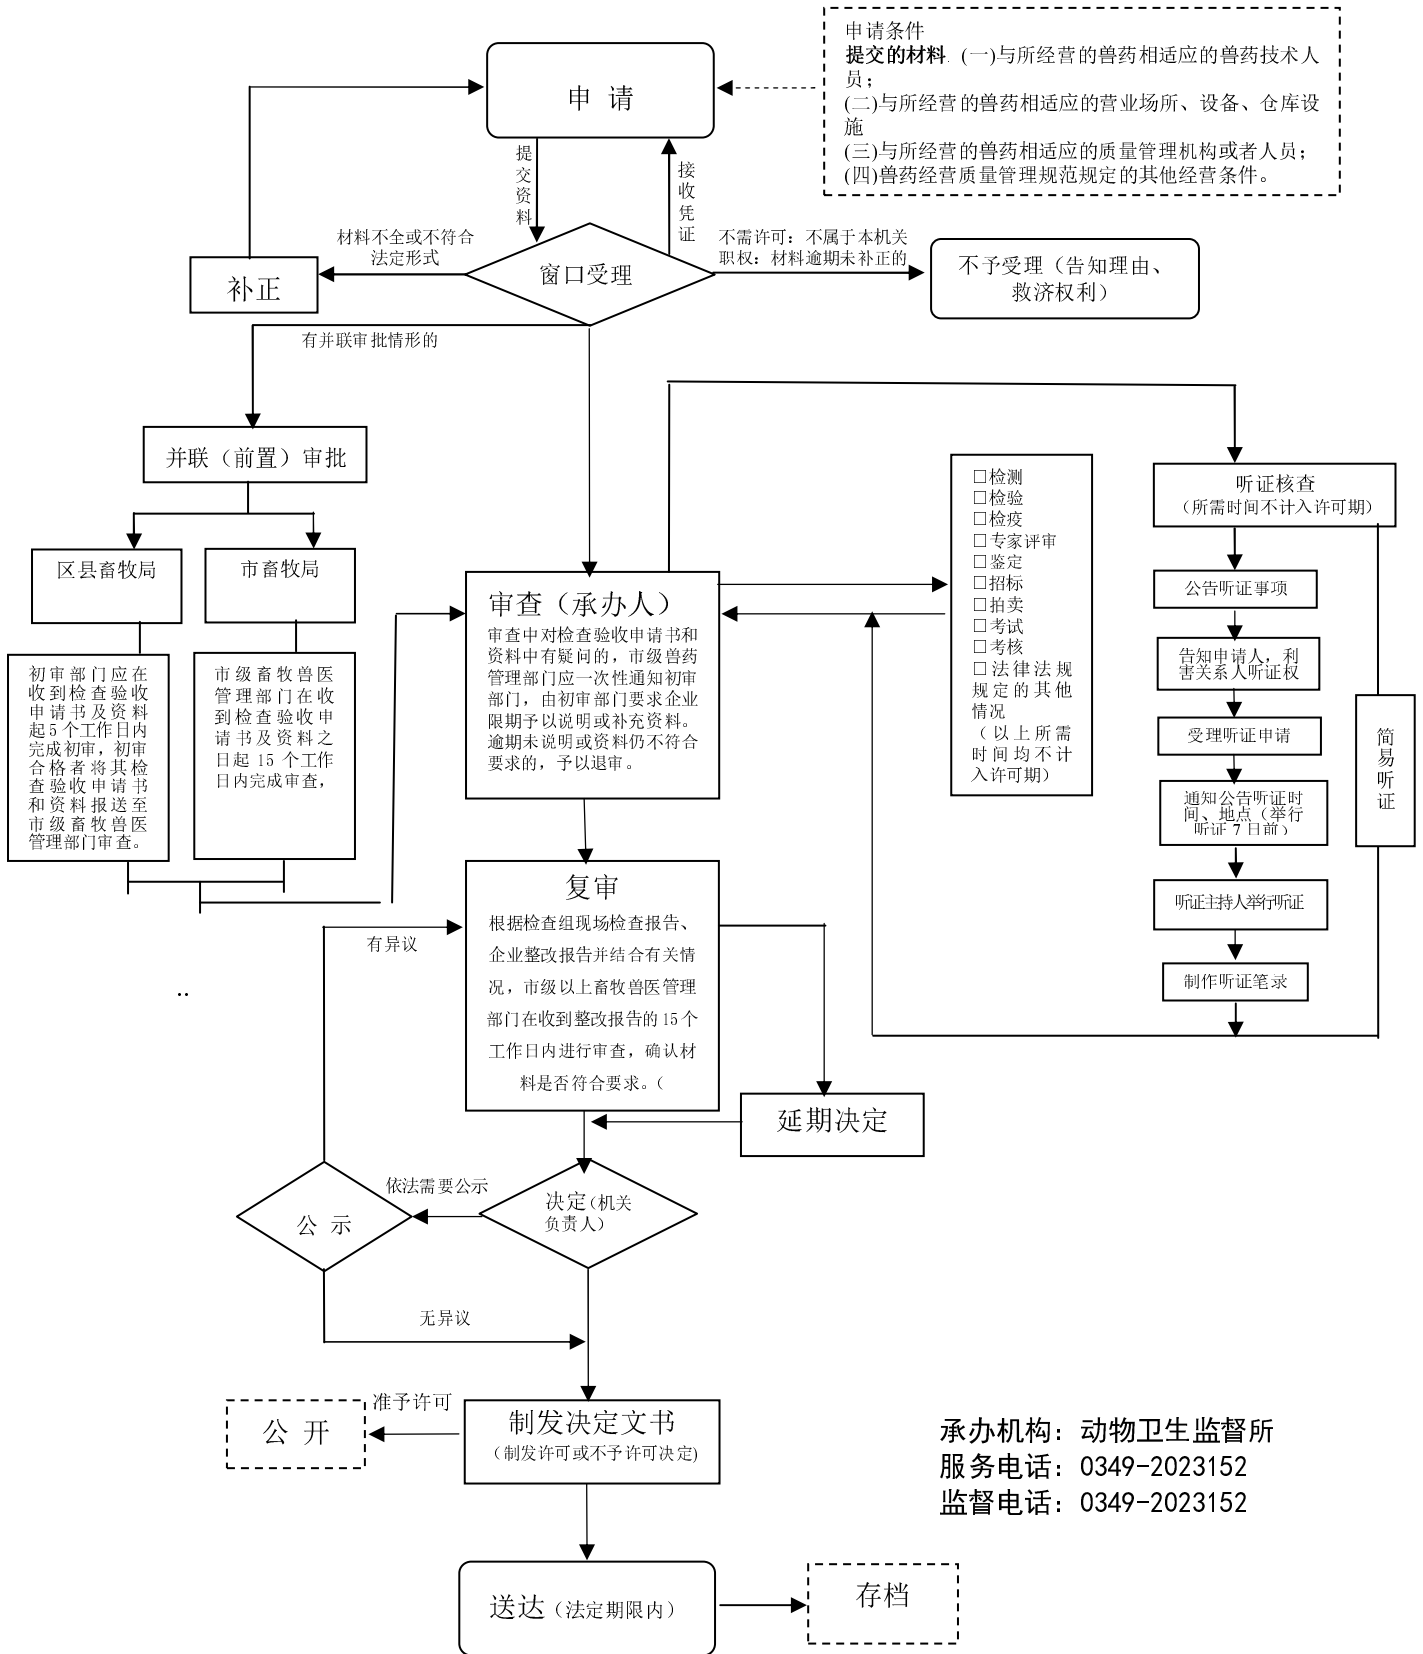 申请条件
提交的材料. (一)与所经营的兽药相适应的兽药技术人
员；
(二)与所经营的兽药相适应的营业场所、设备、仓库设
施
(三)与所经营的兽药相适应的质量管理机构或者人员；
(四)兽药经营质量管理规范规定的其他经营条件。
申 请
提交资料
接收凭证
材料不全或不符合
法定形式
补正
窗口受理
不需许可：不属于本机关
职权：材料逾期未补正的
不予受理（告知理由、
救济权利）
有并联审批情形的
并联（前置）审批
区县畜牧局
市畜牧局
初审部门应在
收到检查验收
申请书及资料
起5个工作日内
完成初审，初审
合格者将其检
查验收申请书
和资料报送至
市级畜牧兽医
管理部门审查。
市级畜牧兽医
管理部门在收
到检查验收申
请书及资料之
日起 15 个工作
日内完成审查，
审查（承办人）
审查中对检查验收申请书和
资料中有疑问的，市级兽药
管理部门应一次性通知初审
部门，由初审部门要求企业
限期予以说明或补充资料。
逾期未说明或资料仍不符合
要求的，予以退审。
□检测
□检验
□检疫
□专家评审
□鉴定
□招标
□拍卖
□考试
□考核
□法律法规
规定的其他
情况
（以上所需
时间均不计
入许可期）
听证核查
（所需时间不计入许可期）
公告听证事项
告知申请人，利
害关系人听证权
受理听证申请
通知公告听证时
间、地点（举行
听证 7 日前）
听证主持人举行听证
制作听证笔录
简易听证
复审
根据检查组现场检查报告、
企业整改报告并结合有关情
况，市级以上畜牧兽医管理
部门在收到整改报告的15个
工作日内进行审查，确认材
料是否符合要求。（
有异议
..
延期决定
依法需要公示
公 示
决定（机关
负责人）
无异议
准予许可
公 开
制发决定文书
（制发许可或不予许可决定)
承办机构：动物卫生监督所
服务电话：0349-2023152
监督电话：0349-2023152
送达（法定期限内）
存档